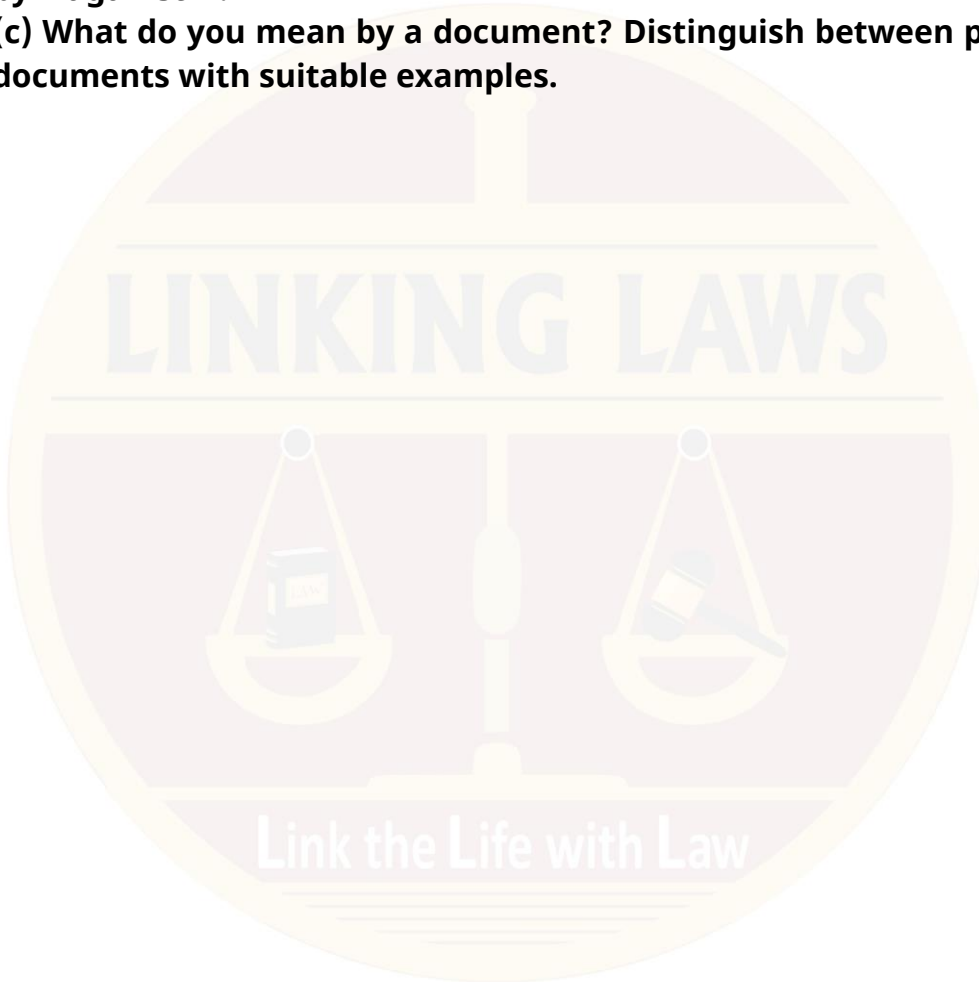 (c) What do you mean by a document? Distinguish between
documents with suitable examples.
LINKING LAWS
Link the Life with Law